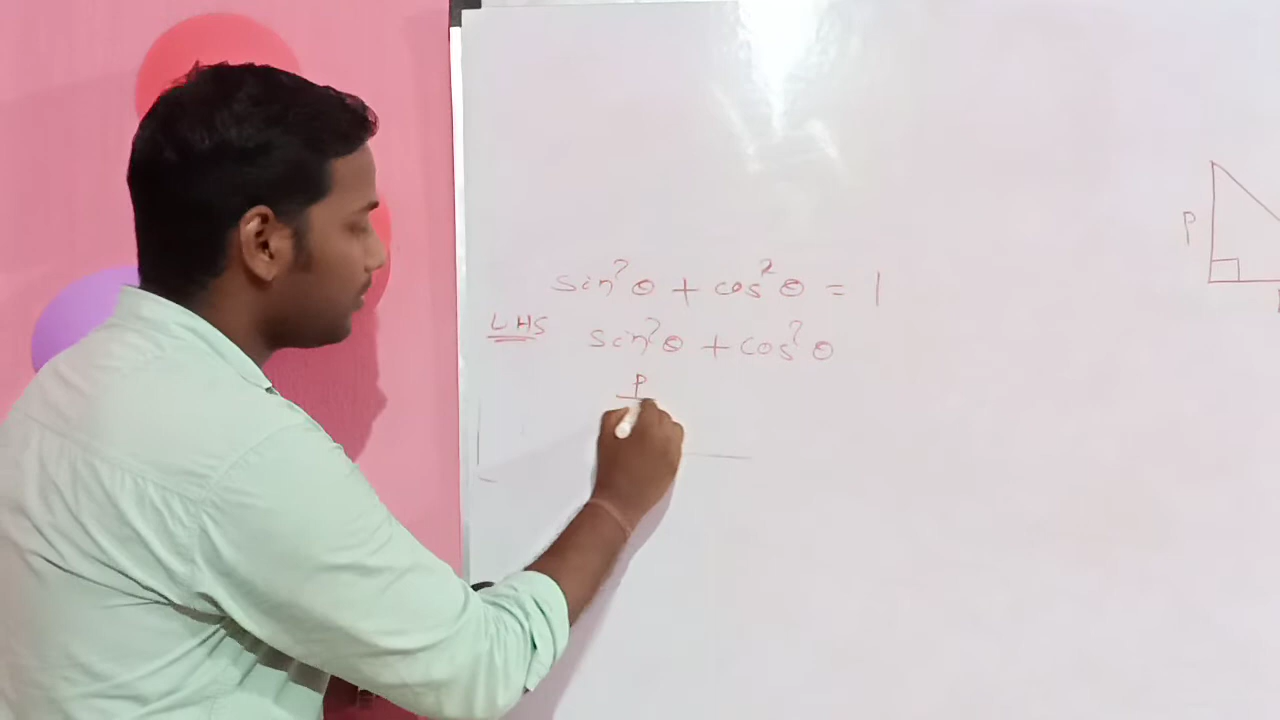 sin²θ + cos²θ = 1
LHS sin²θ + cos²θ
P
P